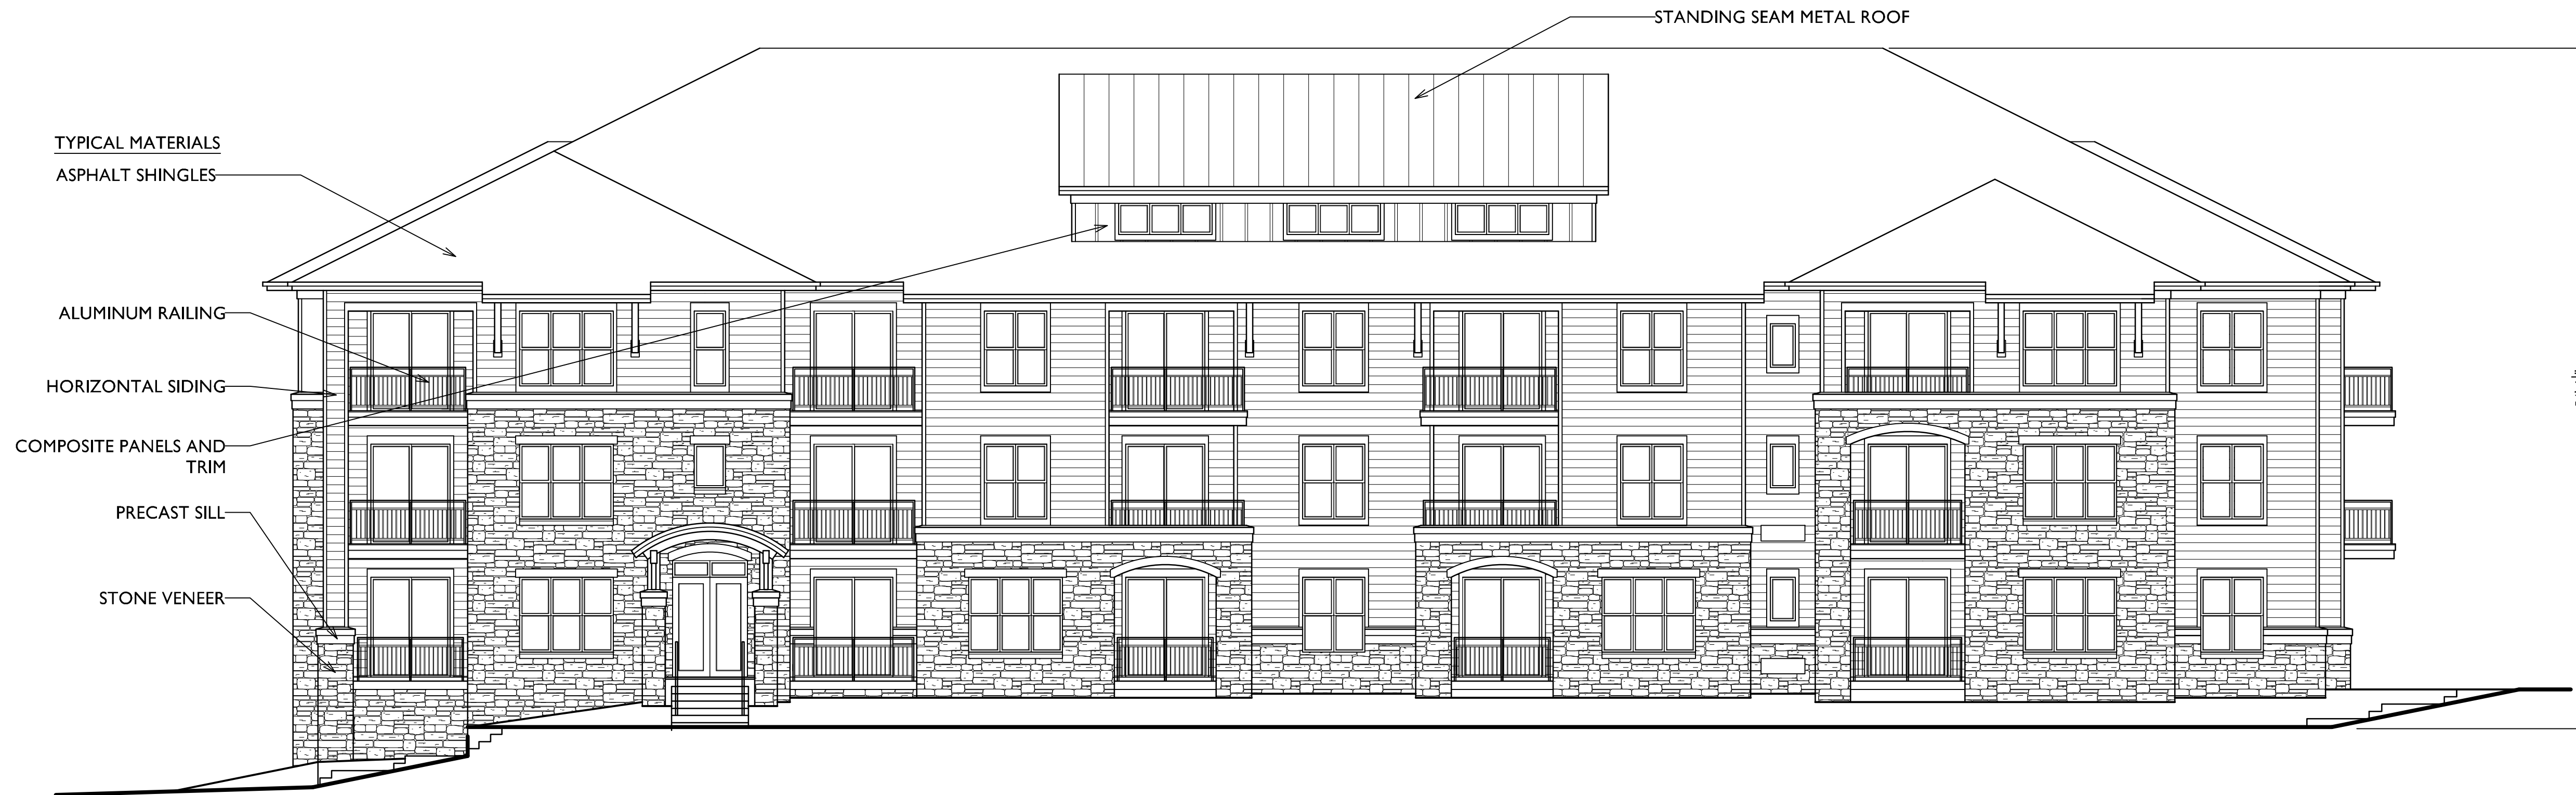 STANDING SEAM METAL ROOF
TYPICAL MATERIALS
ASPHALT SHINGLES
ALUMINUM RAILING
HORIZONTAL SIDING
COMPOSITE PANELS AND
TRIM
PRECAST SILL
STONE VENEER